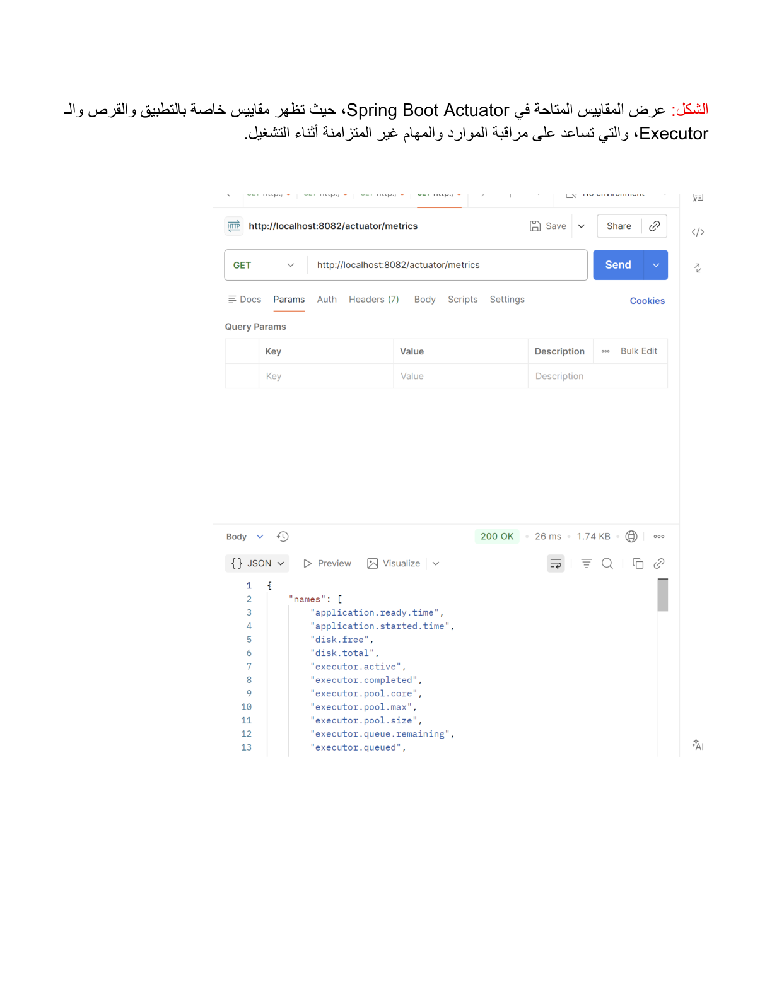 الشكل: عرض المقاييس المتاحة في Spring Boot Actuator، حيث تظهر مقاييس خاصة بالتطبيق والقرص والـ
Executor، والتي تساعد على مراقبة الموارد والمهام غير المتزامنة أثناء التشغيل.
No environment
HTTP http://localhost:8082/actuator/metrics Save Share
GET http://localhost:8082/actuator/metrics Send
Docs Params Auth Headers (7) Body Scripts Settings Cookies
Query Params
Key Value Description Bulk Edit
Key Value Description
Body 200 OK 26 ms 1.74 KB
{} JSON Preview Visualize
1 {
2 "names": [
3 "application.ready.time",
4 "application.started.time",
5 "disk.free",
6 "disk.total",
7 "executor.active",
8 "executor.completed",
9 "executor.pool.core",
10 "executor.pool.max",
11 "executor.pool.size",
12 "executor.queue.remaining",
13 "executor.queued",
AI